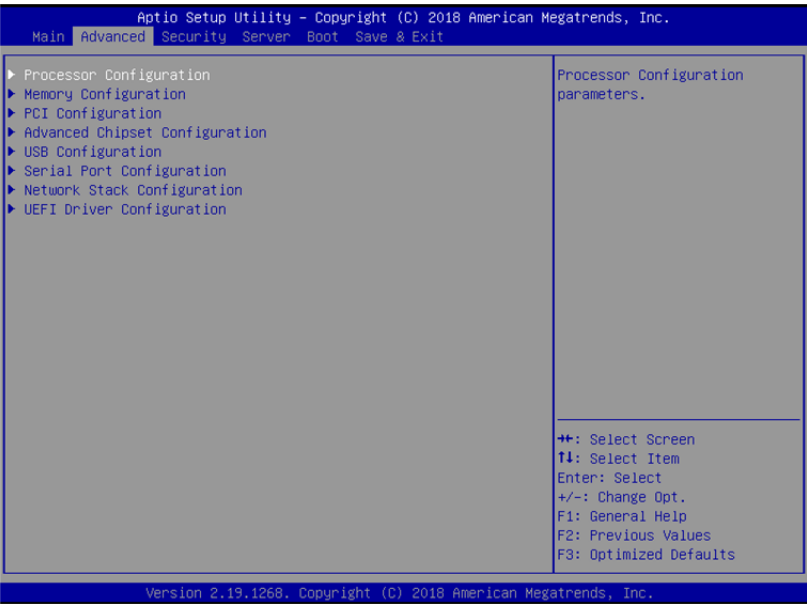 Aptio Setup Utility – Copyright (C) 2018 American Megatrends, Inc.
Main Advanced Security Server Boot Save & Exit
▶ Processor Configuration
▶ Memory Configuration
▶ PCI Configuration
▶ Advanced Chipset Configuration
▶ USB Configuration
▶ Serial Port Configuration
▶ Network Stack Configuration
▶ UEFI Driver Configuration
Processor Configuration
parameters.
→←: Select Screen
↑↓: Select Item
Enter: Select
+/-: Change Opt.
F1: General Help
F2: Previous Values
F3: Optimized Defaults
Version 2.19.1268. Copyright (C) 2018 American Megatrends, Inc.